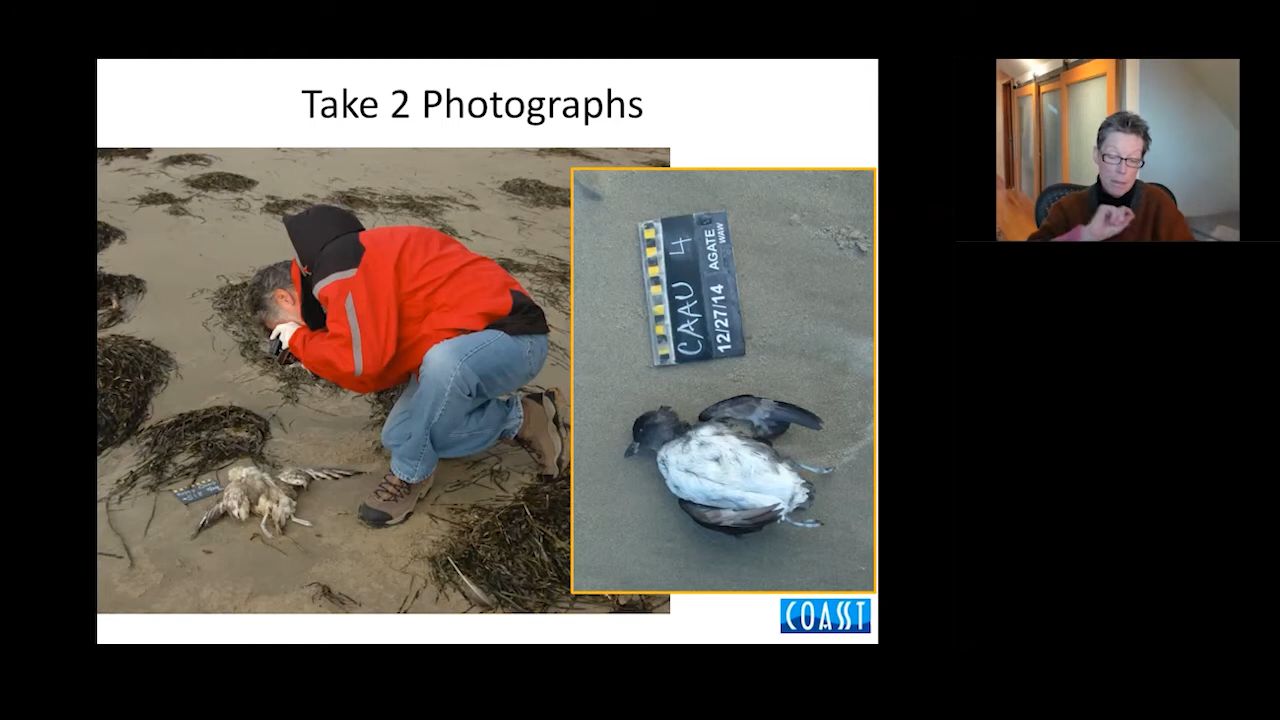 Take 2 Photographs
CAAU 4
12/27/14 AGATE
WAW
COASST